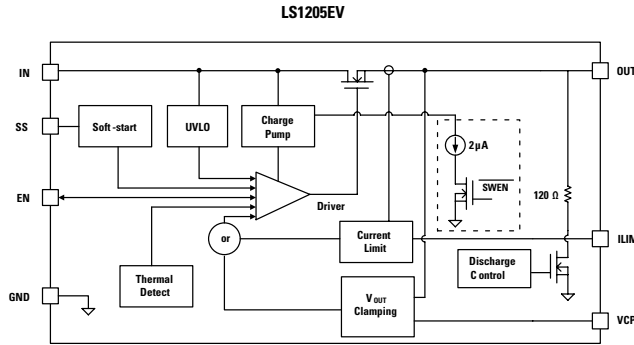 LS1205EV
IN
OUT
SS
Soft-start
UVLO
Charge
Pump
2μA
SWEN
EN
Driver
120 Ω
or
Current
Limit
ILIM
Thermal
Detect
Discharge
C ontrol
GND
V OUT
Clamping
VCP